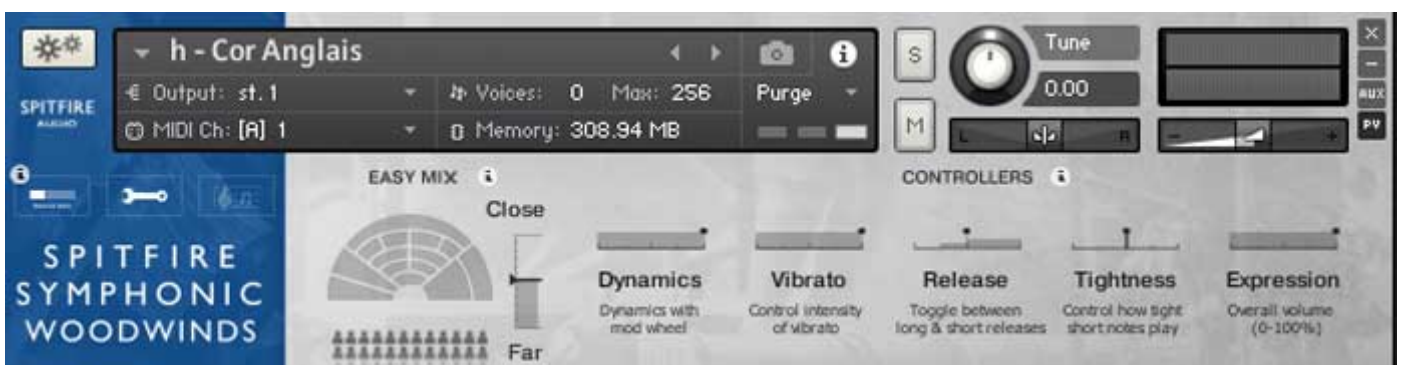 h - Cor Anglais
i
S
Tune
SPITFIRE
AUDIO
Output: st.1
Voices: 0 Max: 256
Purge
0.00
AUX
MIDI Ch: [A] 1
Memory: 308.94 MB
M
L
R
-
+
PV
EASY MIX i
CONTROLLERS i
Close
SPITFIRE
SYMPHONIC
WOODWINDS
Dynamics
Dynamics with
mod wheel
Vibrato
Control intensity
of vibrato
Release
Toggle between
long & short releases
Tightness
Control how tight
short notes play
Expression
Overall volume
(0-100%)
Far